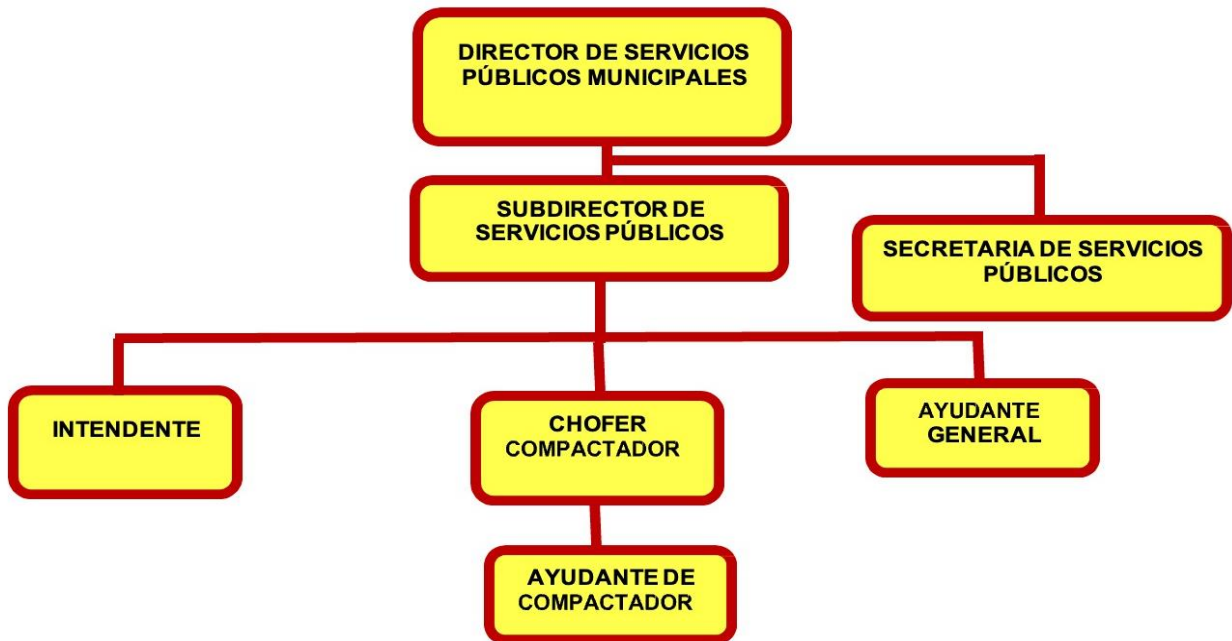 DIRECTOR DE SERVICIOS
PÚBLICOS MUNICIPALES
SUBDIRECTOR DE
SERVICIOS PÚBLICOS
SECRETARIA DE SERVICIOS
PÚBLICOS
INTENDENTE
CHOFER
COMPACTADOR
AYUDANTE
GENERAL
AYUDANTE DE
COMPACTADOR